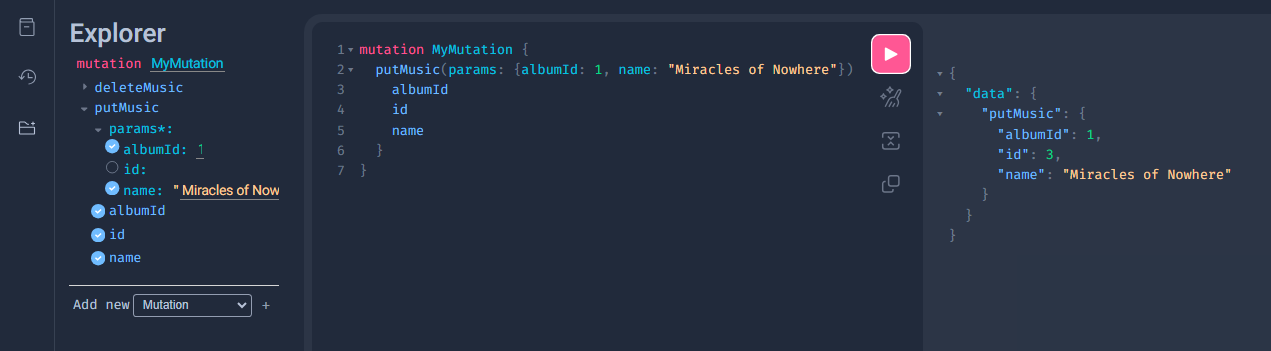 Explorer
mutation MyMutation
deleteMusic
putMusic
params*:
albumId: 1
id:
name: "Miracles of Now
albumId
id
name
Add new Mutation +
1 mutation MyMutation {
2 putMusic(params: {albumId: 1, name: "Miracles of Nowhere"})
3 albumId
4 id
5 name
6 }
7 }
{
"data": {
"putMusic": {
"albumId": 1,
"id": 3,
"name": "Miracles of Nowhere"
}
}
}